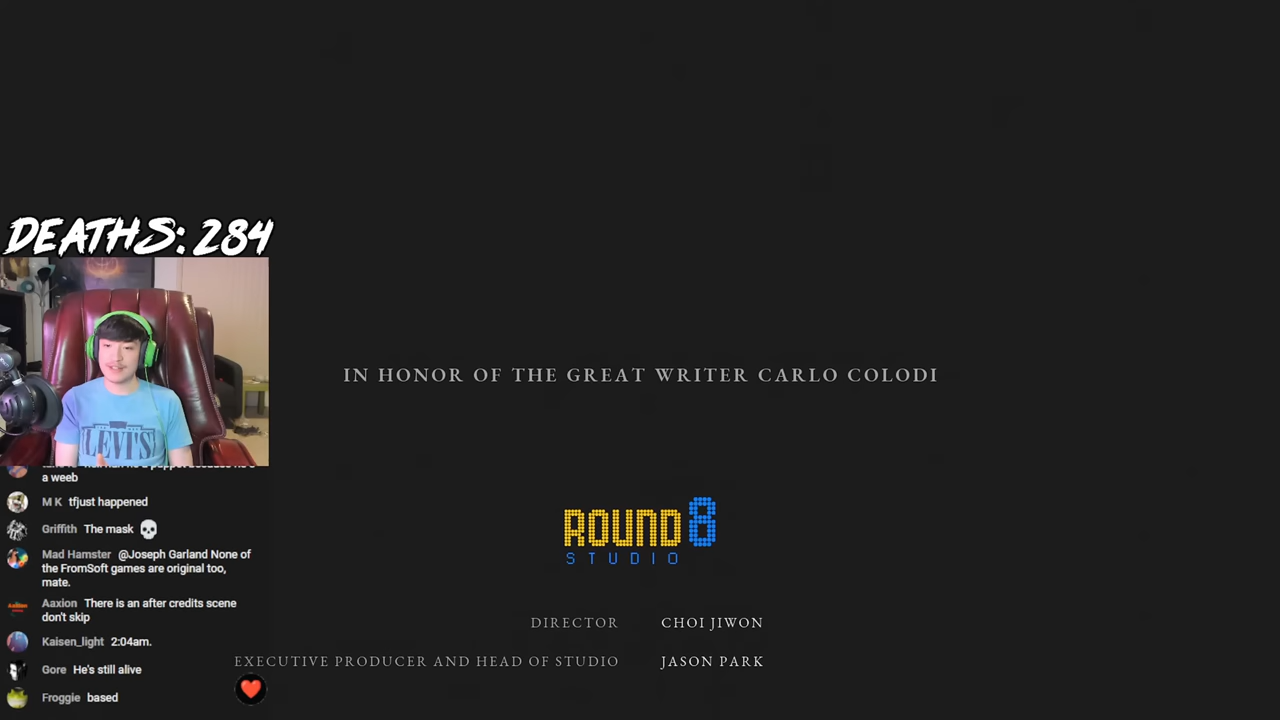 DEATHS: 284
LEVI'S
IN HONOR OF THE GREAT WRITER CARLO COLODI
ROUND8
STUDIO
DIRECTOR CHOI JIWON
EXECUTIVE PRODUCER AND HEAD OF STUDIO JASON PARK
a weeb
M K tfjust happened
Griffith The mask 💀
Mad Hamster @Joseph Garland None of
the FromSoft games are original too,
mate.
Aaxion There is an after credits scene
don't skip
Kaisen_light 2:04am.
Gore He's still alive
Froggie based